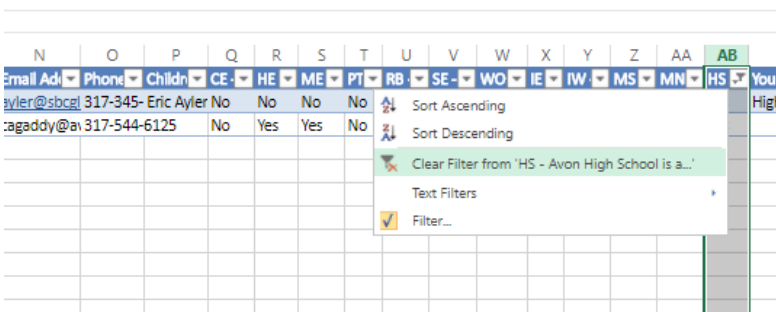 N O P Q R S T U V W X Y Z AA AB
Email Ad Phone Childr CE - HE ME PT RB - SE - WO IE IW - MS MN HS You
ayler@sbcgl 317-345- Eric Ayler No No No No Hig
cagaddy@a 317-544-6125 No Yes Yes No
Sort Ascending
Sort Descending
Clear Filter from 'HS - Avon High School is a...'
Text Filters
Filter...